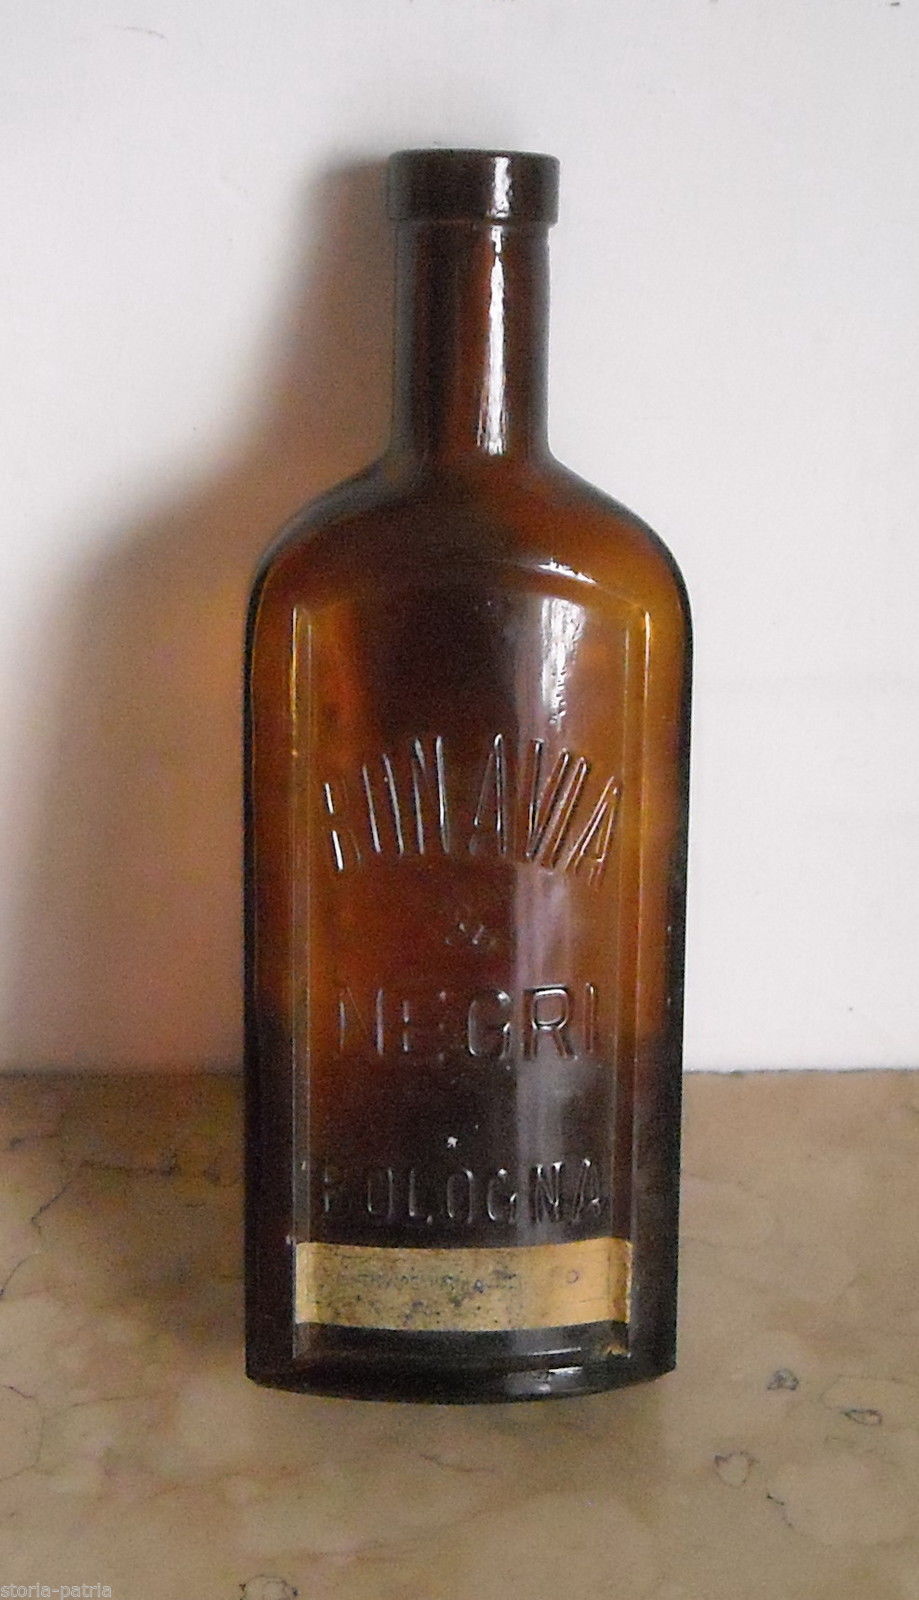 BONAVIA
&
NEGRI
BOLOGNA
storia-patria